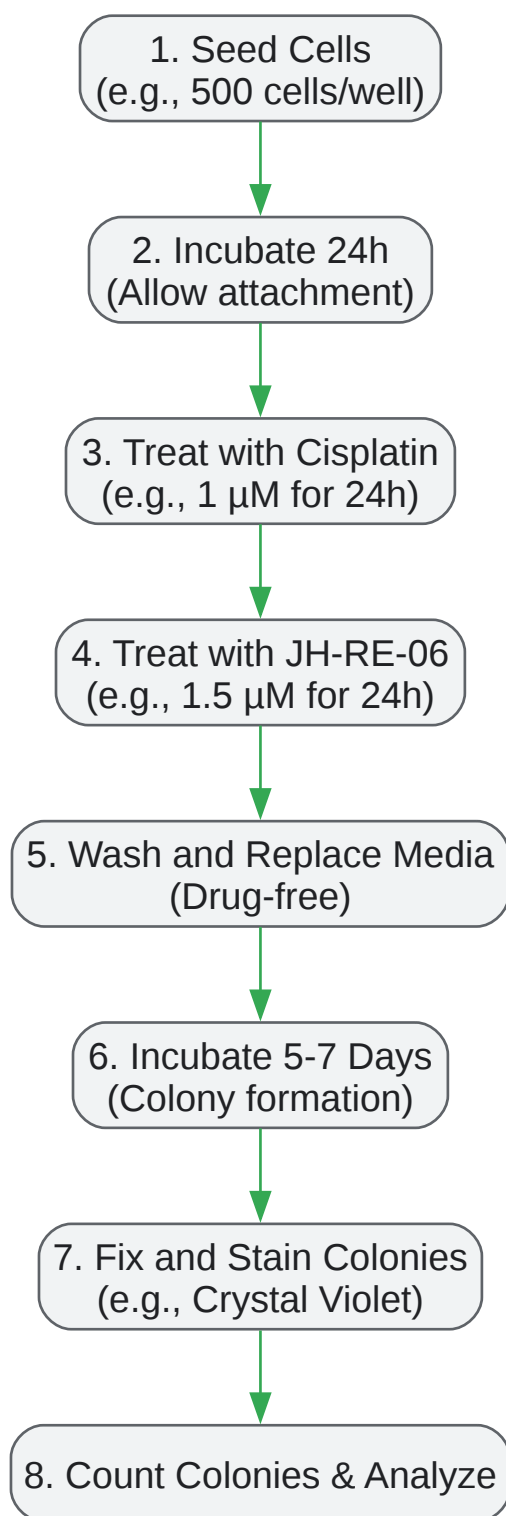 1. Seed Cells
(e.g., 500 cells/well)
2. Incubate 24h
(Allow attachment)
3. Treat with Cisplatin
(e.g., 1 µM for 24h)
4. Treat with JH-RE-06
(e.g., 1.5 µM for 24h)
5. Wash and Replace Media
(Drug-free)
6. Incubate 5-7 Days
(Colony formation)
7. Fix and Stain Colonies
(e.g., Crystal Violet)
8. Count Colonies & Analyze